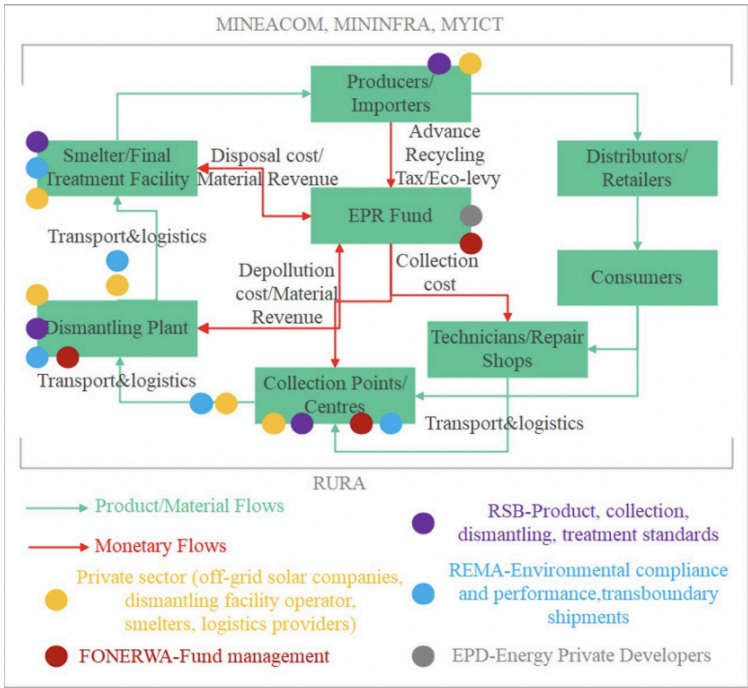 MINEACOM, MININFRA, MYICT
Producers/
Importers
Advance
Recycling
Tax/Eco-levy
Smelter/Final
Treatment Facility
Disposal cost/
Material Revenue
Distributors/
Retailers
EPR Fund
Transport&logistics
Collection
cost
Depollution
cost/Material
Revenue
Consumers
Dismantling Plant
Technicians/Repair
Shops
Transport&logistics
Collection Points/
Centres
Transport&logistics
RURA
Product/Material Flows
Monetary Flows
Private sector (off-grid solar companies,
dismantling facility operator,
smelters, logistics providers)
FONERWA-Fund management
RSB-Product, collection,
dismantling, treatment standards
REMA-Environmental compliance
and performance,transboundary
shipments
EPD-Energy Private Developers